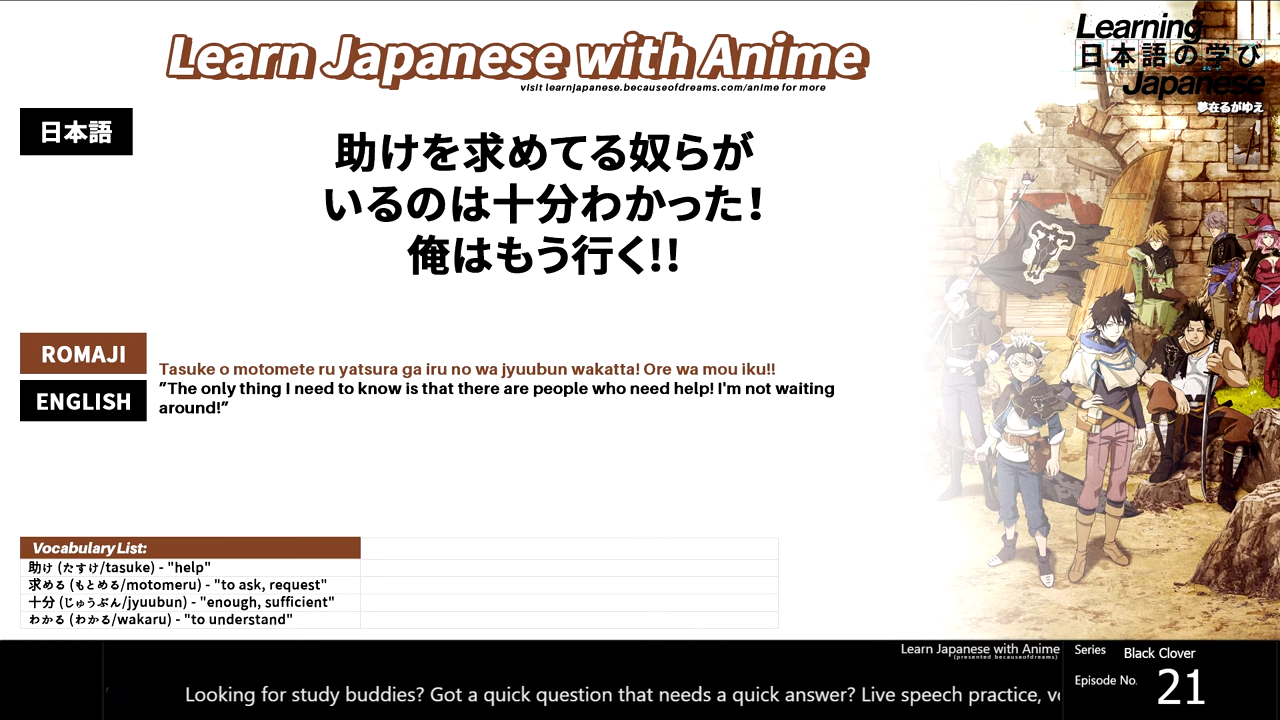 Learn Japanese with Anime
visit learnjapanese.becauseofdreams.com/anime for more
Learning
日本語の学び
Japanese
夢在るがゆえ
日本語
助けを求めてる奴らが
いるのは十分わかった!
俺はもう行く!!
ROMAJI
Tasuke o motomete ru yatsura ga iru no wa jyuubun wakatta! Ore wa mou iku!!
ENGLISH
"The only thing I need to know is that there are people who need help! I'm not waiting
around!"
Vocabulary List:
助け (たすけ/tasuke) - "help"
求める (もとめる/motomeru) - "to ask, request"
十分 (じゅうぶん/jyuubun) - "enough, sufficient"
わかる (わかる/wakaru) - "to understand"
Learn Japanese with Anime
(presented becauseofdreams)
Looking for study buddies? Got a quick question that needs a quick answer? Live speech practice,
Series Black Clover
Episode No. 21